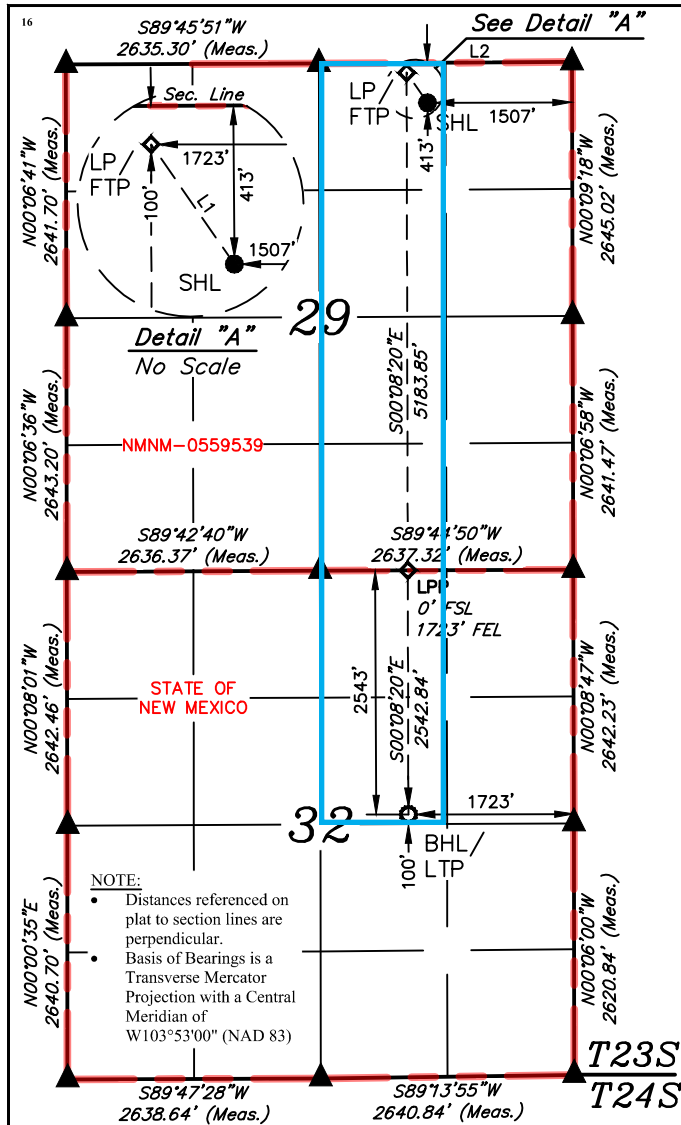 16
S89°45'51"W
2635.30' (Meas.)
See Detail "A"
L2
Sec. Line
LP
FTP
SHL
1507'
413'
LP
FTP
1723'
413'
100'
L1
1507'
SHL
N00°06'41"W
2641.70' (Meas.)
N00°09'18"W
2645.02' (Meas.)
29
Detail "A"
No Scale
S00°08'20"E
5183.85'
NMNM-0559539
N00°06'36"W
2643.20' (Meas.)
N00°06'58"W
2641.47' (Meas.)
S89°42'40"W
2636.37' (Meas.)
S89°44'50"W
2637.32' (Meas.)
LPP
0' FSL
1723' FEL
2543'
S00°08'20"E
2542.84'
STATE OF
NEW MEXICO
N00°08'01"W
2642.46' (Meas.)
N00°08'47"W
2642.23' (Meas.)
1723'
32
BHL/
LTP
100'
NOTE:
• Distances referenced on
plat to section lines are
perpendicular.
• Basis of Bearings is a
Transverse Mercator
Projection with a Central
Meridian of
W103°53'00" (NAD 83)
N00°00'35"E
2640.70' (Meas.)
N00°06'00"W
2620.84' (Meas.)
T23S
T24S
S89°47'28"W
2638.64' (Meas.)
S89°13'55"W
2640.84' (Meas.)